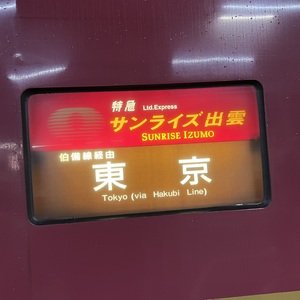 特急 Ltd.Express
サンライズ出雲
SUNRISE IZUMO
伯備線経由
東京
Tokyo (via Hakubi Line)